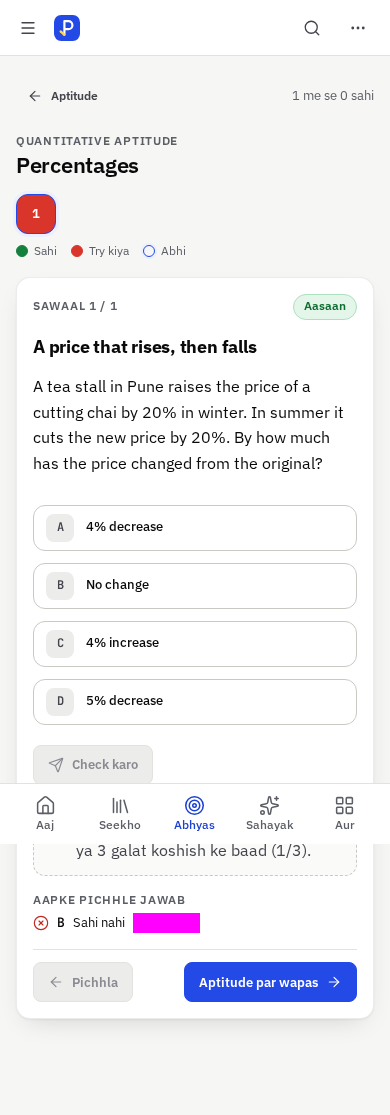 Aptitude
1 me se 0 sahi
QUANTITATIVE APTITUDE
Percentages
1
Sahi
Try kiya
Abhi
SAWAAL 1 / 1
Aasaan
A price that rises, then falls
A tea stall in Pune raises the price of a
cutting chai by 20% in winter. In summer it
cuts the new price by 20%. By how much
has the price changed from the original?
A 4% decrease
B No change
C 4% increase
D 5% decrease
Check karo
Aaj
Seekho
Abhyas
Sahayak
Aur
ya 3 galat koshish ke baad (1/3).
AAPKE PICHHLE JAWAB
B Sahi nahi
Pichhla
Aptitude par wapas